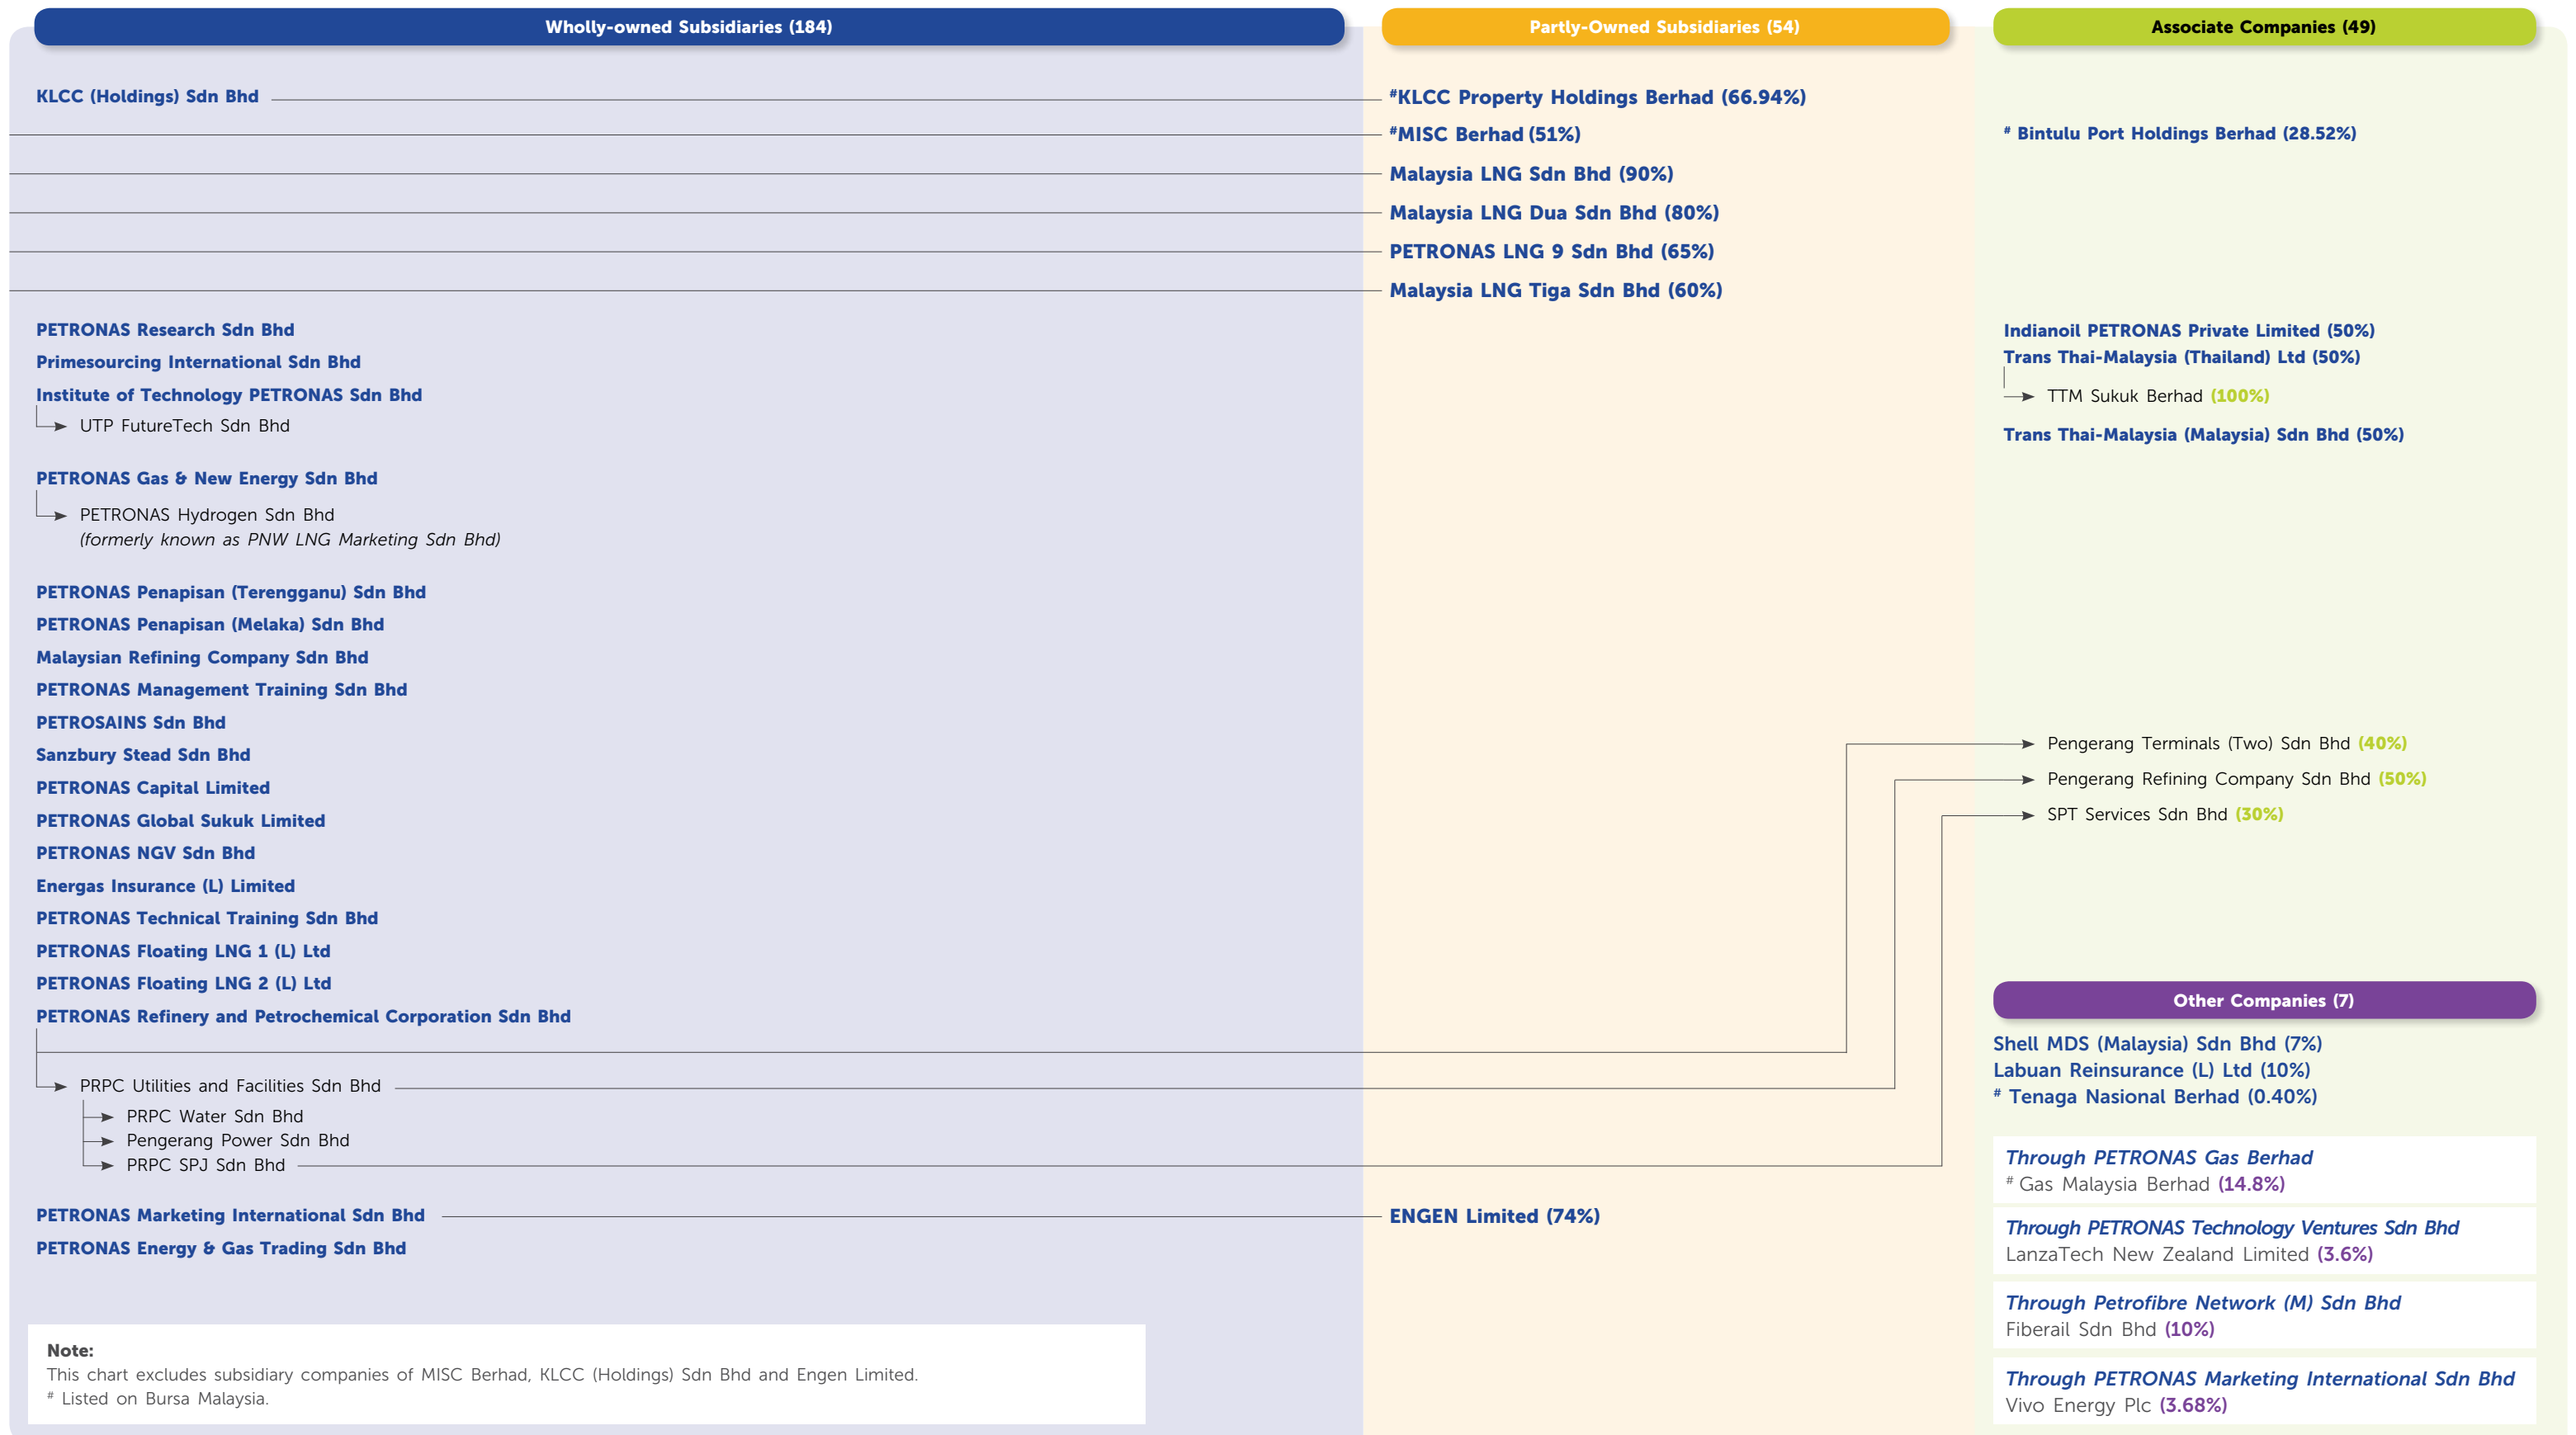 Wholly-owned Subsidiaries (184)
KLCC (Holdings) Sdn Bhd
PETRONAS Research Sdn Bhd
Primesourcing International Sdn Bhd
Institute of Technology PETRONAS Sdn Bhd
UTP FutureTech Sdn Bhd
PETRONAS Gas & New Energy Sdn Bhd
PETRONAS Hydrogen Sdn Bhd
(formerly known as PNW LNG Marketing Sdn Bhd)
PETRONAS Penapisan (Terengganu) Sdn Bhd
PETRONAS Penapisan (Melaka) Sdn Bhd
Malaysian Refining Company Sdn Bhd
PETRONAS Management Training Sdn Bhd
PETROSAINS Sdn Bhd
Sanzbury Stead Sdn Bhd
PETRONAS Capital Limited
PETRONAS Global Sukuk Limited
PETRONAS NGV Sdn Bhd
Energas Insurance (L) Limited
PETRONAS Technical Training Sdn Bhd
PETRONAS Floating LNG 1 (L) Ltd
PETRONAS Floating LNG 2 (L) Ltd
PETRONAS Refinery and Petrochemical Corporation Sdn Bhd
PRPC Utilities and Facilities Sdn Bhd
PRPC Water Sdn Bhd
Pengerang Power Sdn Bhd
PRPC SPJ Sdn Bhd
PETRONAS Marketing International Sdn Bhd
PETRONAS Energy & Gas Trading Sdn Bhd
Note:
This chart excludes subsidiary companies of MISC Berhad, KLCC (Holdings) Sdn Bhd and Engen Limited.
# Listed on Bursa Malaysia.
Partly-Owned Subsidiaries (54)
#KLCC Property Holdings Berhad (66.94%)
#MISC Berhad (51%)
Malaysia LNG Sdn Bhd (90%)
Malaysia LNG Dua Sdn Bhd (80%)
PETRONAS LNG 9 Sdn Bhd (65%)
Malaysia LNG Tiga Sdn Bhd (60%)
ENGEN Limited (74%)
Associate Companies (49)
# Bintulu Port Holdings Berhad (28.52%)
Indianoil PETRONAS Private Limited (50%)
Trans Thai-Malaysia (Thailand) Ltd (50%)
TTM Sukuk Berhad (100%)
Trans Thai-Malaysia (Malaysia) Sdn Bhd (50%)
Pengerang Terminals (Two) Sdn Bhd (40%)
Pengerang Refining Company Sdn Bhd (50%)
SPT Services Sdn Bhd (30%)
Other Companies (7)
Shell MDS (Malaysia) Sdn Bhd (7%)
Labuan Reinsurance (L) Ltd (10%)
# Tenaga Nasional Berhad (0.40%)
Through PETRONAS Gas Berhad
# Gas Malaysia Berhad (14.8%)
Through PETRONAS Technology Ventures Sdn Bhd
LanzaTech New Zealand Limited (3.6%)
Through Petrofibre Network (M) Sdn Bhd
Fiberail Sdn Bhd (10%)
Through PETRONAS Marketing International Sdn Bhd
Vivo Energy Plc (3.68%)